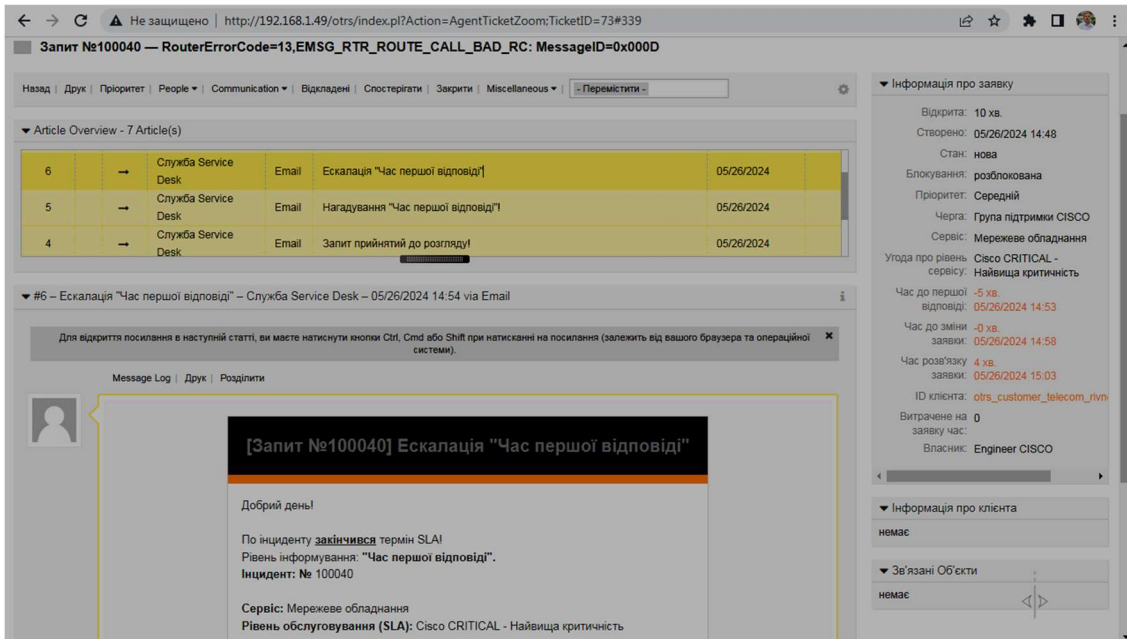 Не защищено | http://192.168.1.49/otrs/index.pl?Action=AgentTicketZoom;TicketID=73#339
Запит №100040 — RouterErrorCode=13,EMSG_RTR_ROUTE_CALL_BAD_RC: MessageID=0x000D
Назад | Друк | Пріоритет | People | Communication | Відкладені | Спостерігати | Закрити | Miscellaneous | - Перемістити -
Article Overview - 7 Article(s)
6 Служба Service Desk Email Ескалація "Час першої відповіді" 05/26/2024
5 Служба Service Desk Email Нагадування "Час першої відповіді"! 05/26/2024
4 Служба Service Desk Email Запит прийнятий до розгляду! 05/26/2024
#6 – Ескалація "Час першої відповіді" – Служба Service Desk – 05/26/2024 14:54 via Email
Для відкриття посилання в наступній статті, ви маєте натиснути кнопки Ctrl, Cmd або Shift при натисканні на посилання (залежить від вашого браузера та операційної
системи).
Message Log | Друк | Розділити
[Запит №100040] Ескалація "Час першої відповіді"
Добрий день!
По інциденту закінчився термін SLA!
Рівень інформування: "Час першої відповіді".
Інцидент: № 100040
Сервіс: Мережеве обладнання
Рівень обслуговування (SLA): Cisco CRITICAL - Найвища критичність
Інформація про заявку
Відкрита: 10 хв.
Створено: 05/26/2024 14:48
Стан: нова
Блокування: розблокована
Пріоритет: Середній
Черга: Група підтримки CISCO
Сервіс: Мережеве обладнання
Угода про рівень Cisco CRITICAL -
сервісу: Найвища критичність
Час до першої -5 хв.
відповіді: 05/26/2024 14:53
Час до зміни -0 хв.
заявки: 05/26/2024 14:58
Час розв'язку 4 хв.
заявки: 05/26/2024 15:03
ID клієнта: otrs_customer_telecom_rivn
Витрачене на 0
заявку час:
Власник: Engineer CISCO
Інформація про клієнта
немає
Зв'язані Об'єкти
немає